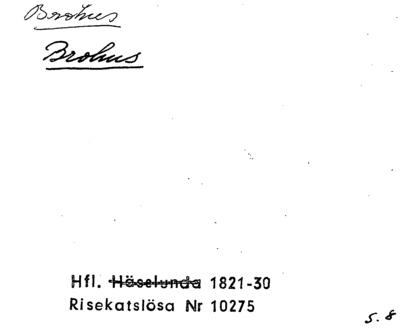 Brohus
Brohus
Hfl. Häselunda 1821-30
Risekatslösa Nr 10275
S. 8